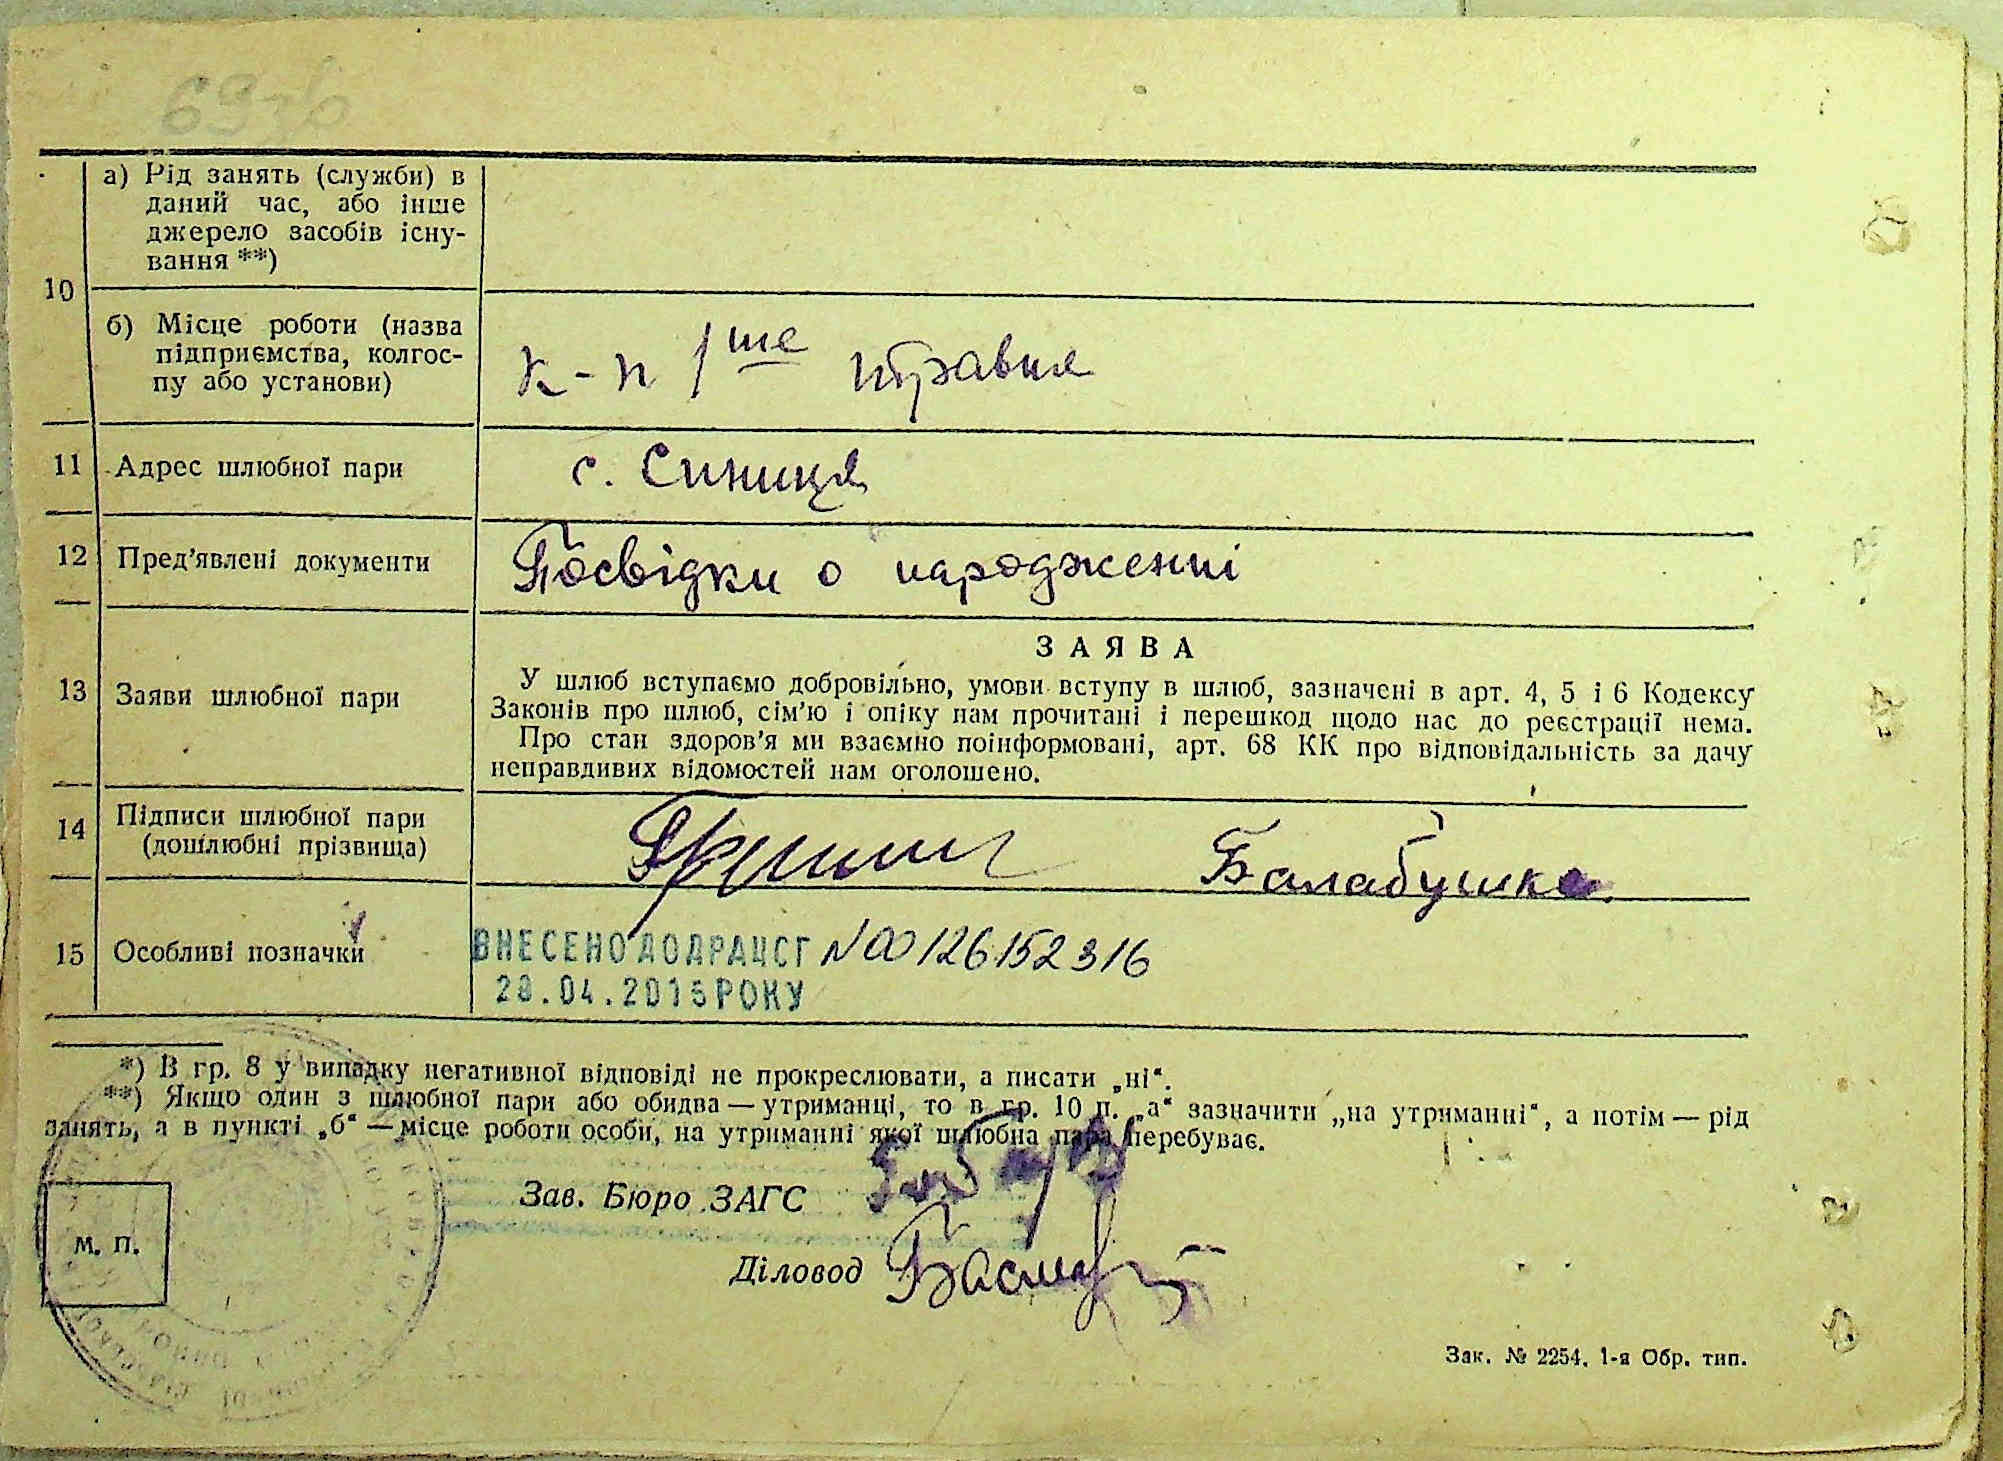 69зв
а) Рід занять (служби) в
даний час, або інше
джерело засобів існу-
вання **)
10
б) Місце роботи (назва
підприємства, колгос-
пу або установи)
к-п 1ше травня
11 Адрес шлюбної пари
с. Синиця
12 Пред'явлені документи
Посвідки о народженні
13 Заяви шлюбної пари
ЗАЯВА
У шлюб вступаємо добровільно, умови вступу в шлюб, зазначені в арт. 4, 5 і 6 Кодексу
Законів про шлюб, сім'ю і опіку нам прочитані і перешкод щодо нас до реєстрації нема.
Про стан здоров'я ми взаємно поінформовані, арт. 68 КК про відповідальність за дачу
неправдивих відомостей нам оголошено.
14 Підписи шлюбної пари
(дошлюбні прізвища)
Балабушка
15 Особливі позначки
ВНЕСЕНО ДО ДРАЦСГ N 00126152316
28.04.2015 РОКУ
*) В гр. 8 у випадку негативної відповіді не прокреслювати, а писати „ні“.
**) Якщо один з шлюбної пари або обидва — утриманці, то в гр. 10 п. „а“ зазначити „на утриманні“, а потім — рід
занять, а в пункті „б“ — місце роботи особи, на утриманні якої шлюбна пара перебуває.
Зав. Бюро ЗАГС
Діловод
М. П.
Зак. № 2254. 1-я Обр. тип.